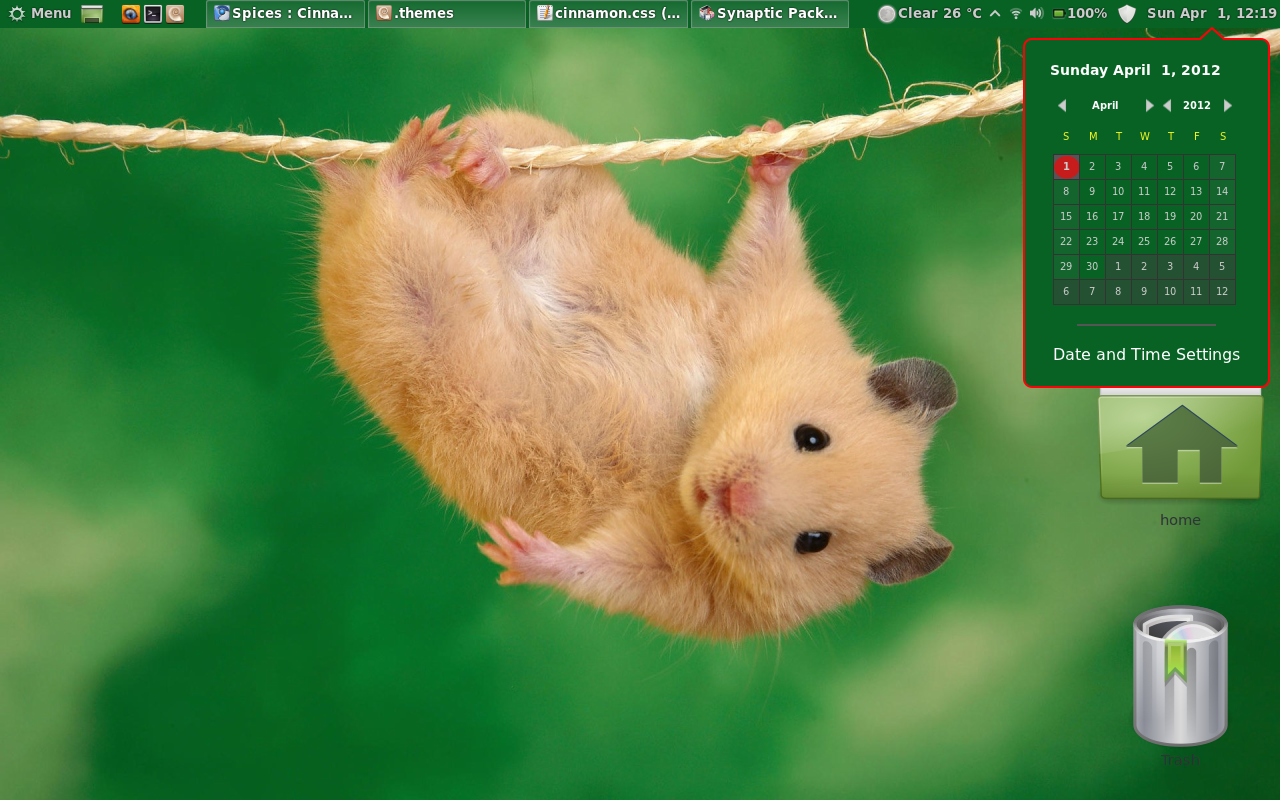 Menu Spices : Cinna... .themes cinnamon.css (... Synaptic Pack... Clear 26 °C 100% Sun Apr 1, 12:19
Sunday April 1, 2012
April 2012
S M T W T F S
1 2 3 4 5 6 7
8 9 10 11 12 13 14
15 16 17 18 19 20 21
22 23 24 25 26 27 28
29 30 1 2 3 4 5
6 7 8 9 10 11 12
Date and Time Settings
home
Trash